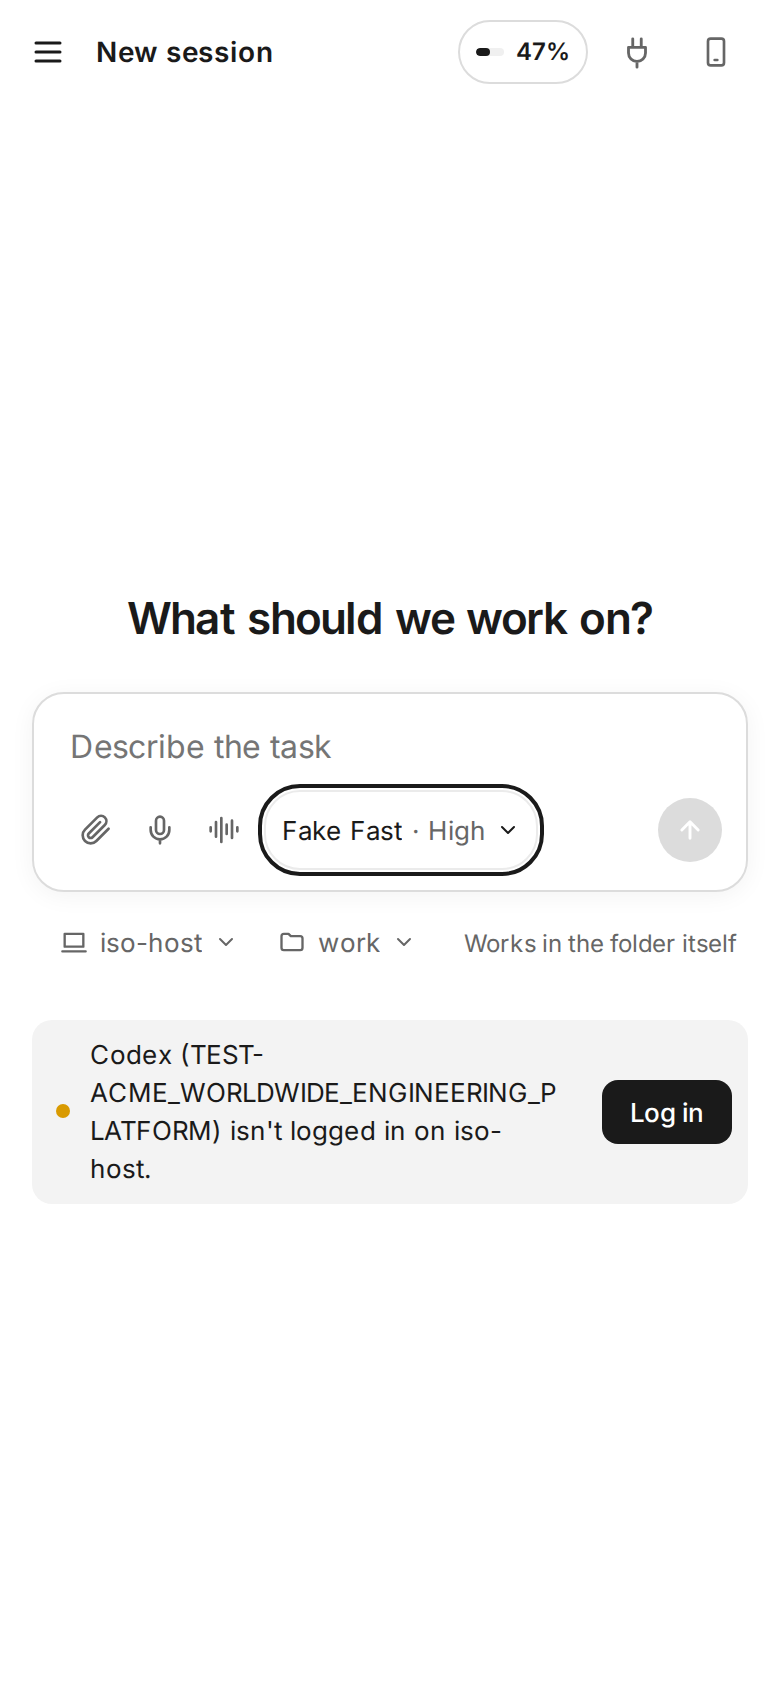 New session
47%
What should we work on?
Describe the task
Fake Fast · High
iso-host
work
Works in the folder itself
Codex (TEST-
ACME_WORLDWIDE_ENGINEERING_P
LATFORM) isn't logged in on iso-
host.
Log in